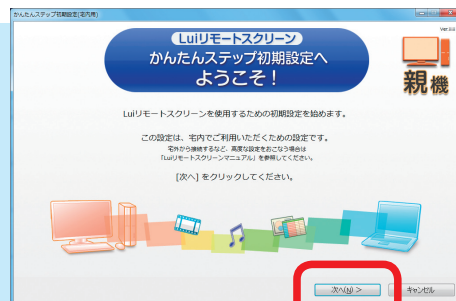 かんたんステップ初期設定(宅内用)
Luiリモートスクリーン
かんたんステップ初期設定へ
ようこそ!
親機
Luiリモートスクリーンを使用するための初期設定を始めます。
この設定は、宅内でご利用いただくための設定です。
宅外から接続するなど、高度な設定をおこなう場合は
「Luiリモートスクリーンマニュアル」を参照してください。
[次へ] をクリックしてください。
次へ(N) >
キャンセル